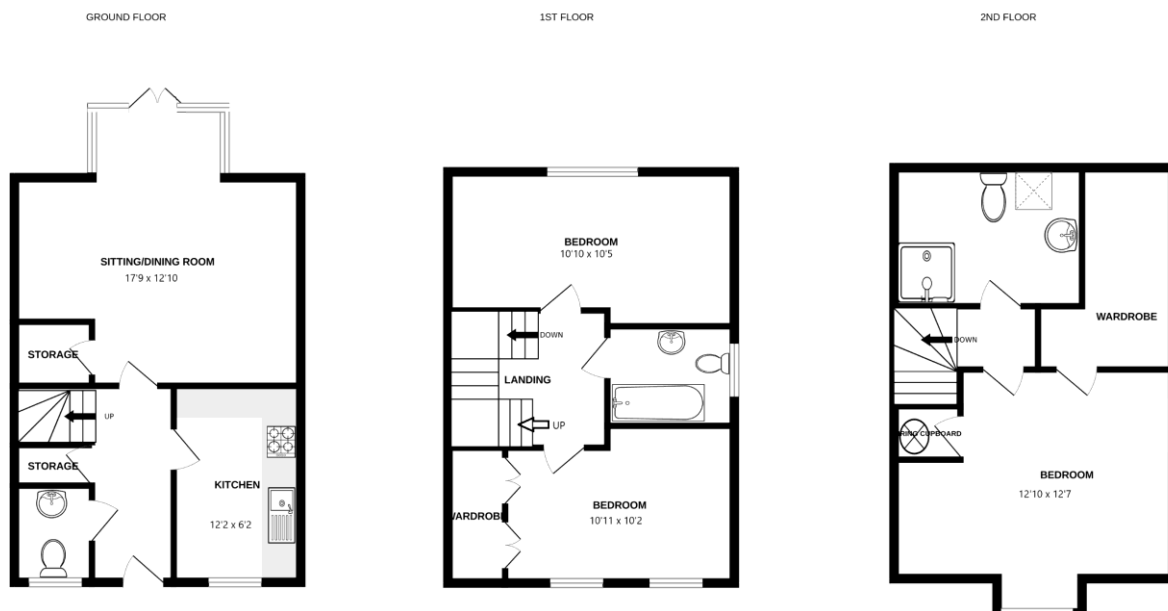 GROUND FLOOR
SITTING/DINING ROOM
17'9 x 12'10
STORAGE
UP
STORAGE
KITCHEN
12'2 x 6'2
1ST FLOOR
BEDROOM
10'10 x 10'5
DOWN
LANDING
UP
BEDROOM
10'11 x 10'2
WARDROBE
2ND FLOOR
WARDROBE
DOWN
CUPBOARD
BEDROOM
12'10 x 12'7